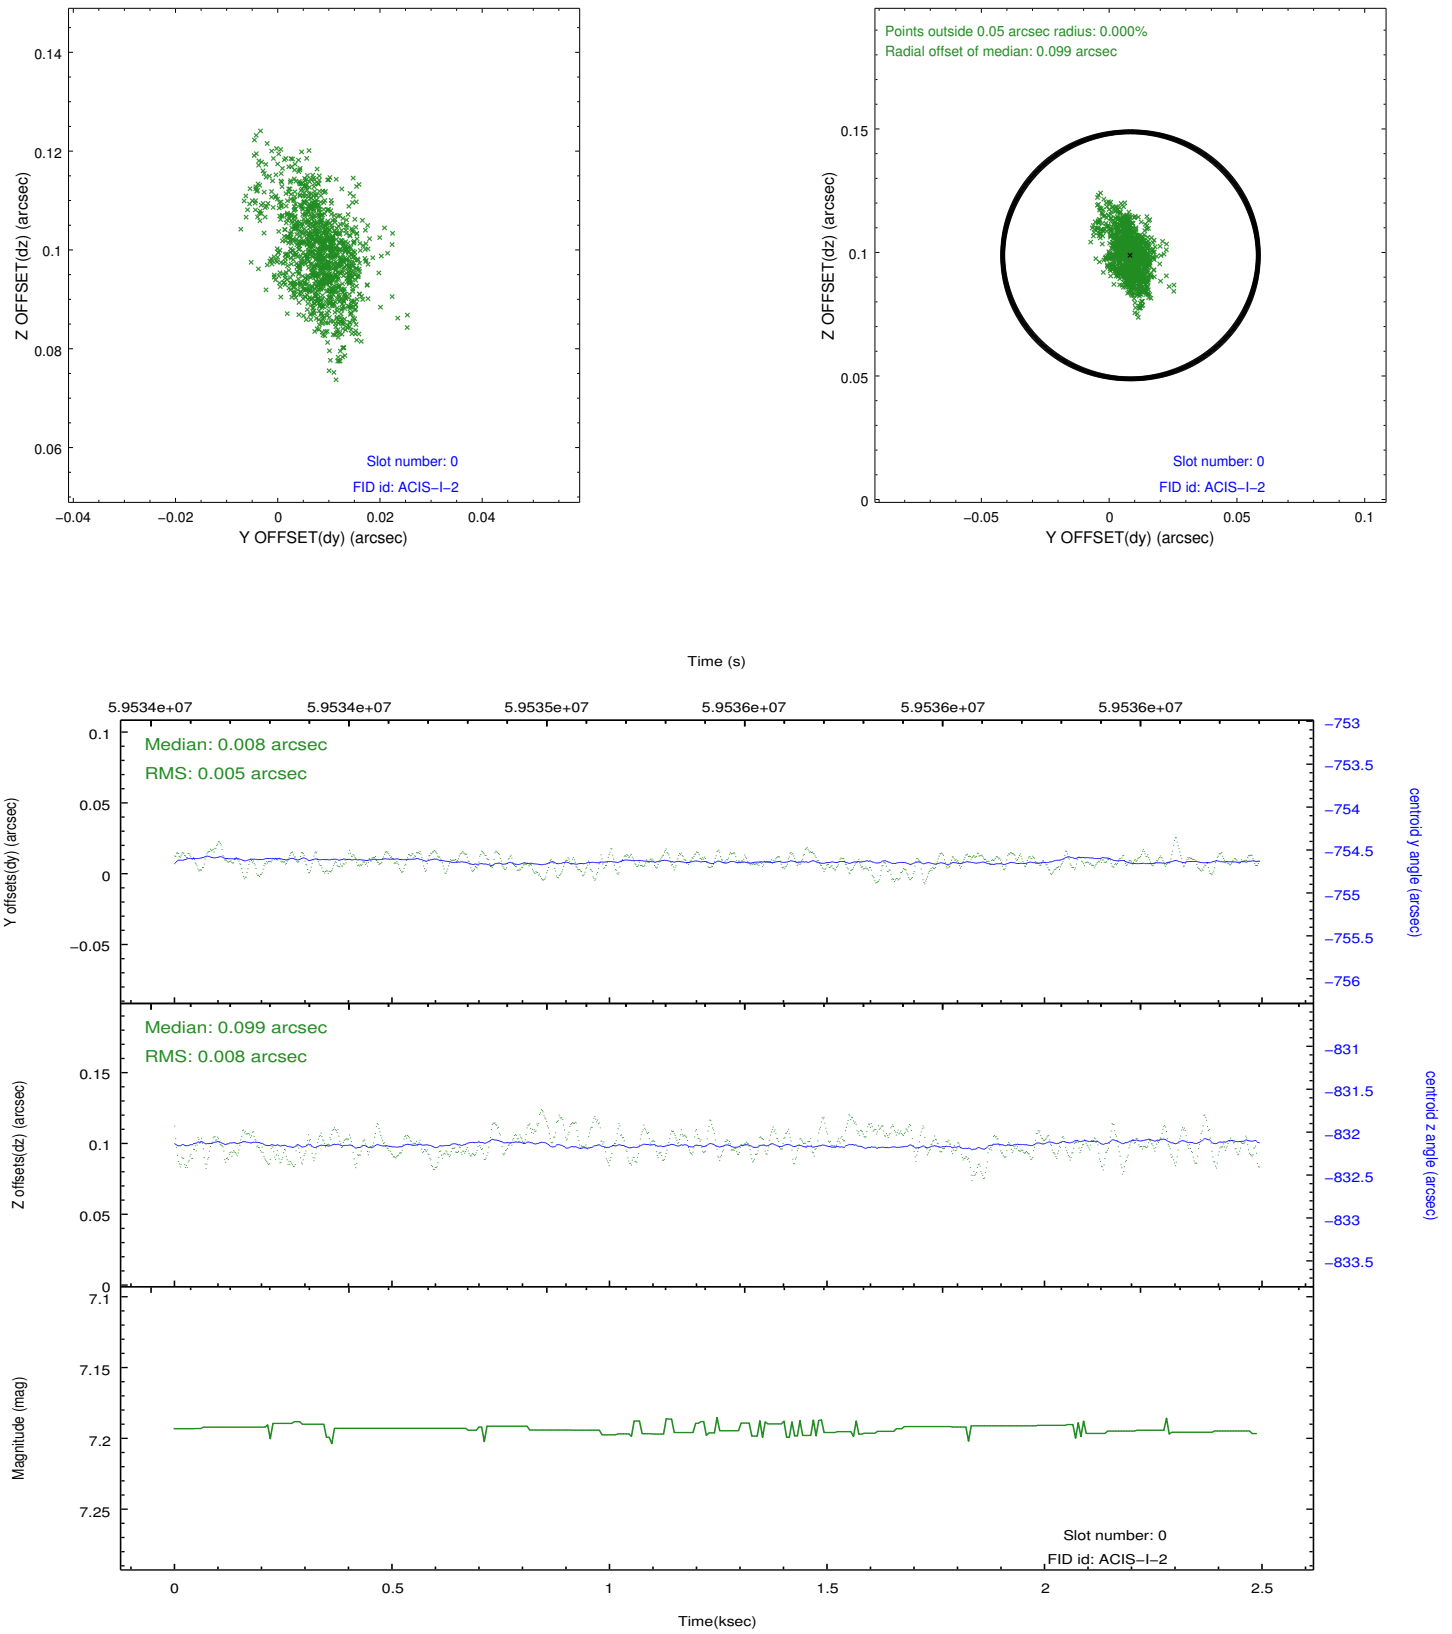 0.14
0.12
0.1
0.08
0.06
Z OFFSET(dz) (arcsec)
Slot number: 0
FID id: ACIS−I−2
−0.04
−0.02
0
0.02
0.04
Y OFFSET(dy) (arcsec)
Points outside 0.05 arcsec radius: 0.000%
Radial offset of median: 0.099 arcsec
0.15
0.1
0.05
0
Z OFFSET(dz) (arcsec)
Slot number: 0
FID id: ACIS−I−2
−0.05
0
0.05
0.1
Y OFFSET(dy) (arcsec)
Time (s)
5.9534e+07
5.9534e+07
5.9535e+07
5.9536e+07
5.9536e+07
5.9536e+07
Median: 0.008 arcsec
RMS: 0.005 arcsec
0.1
0.05
0
−0.05
Y offsets(dy) (arcsec)
−753
−753.5
−754
−754.5
−755
−755.5
−756
centroid y angle (arcsec)
Median: 0.099 arcsec
RMS: 0.008 arcsec
0.15
0.1
0.05
0
Z offsets(dz) (arcsec)
−831
−831.5
−832
−832.5
−833
−833.5
centroid z angle (arcsec)
7.1
7.15
7.2
7.25
Magnitude (mag)
Slot number: 0
FID id: ACIS−I−2
0
0.5
1
1.5
2
2.5
Time(ksec)